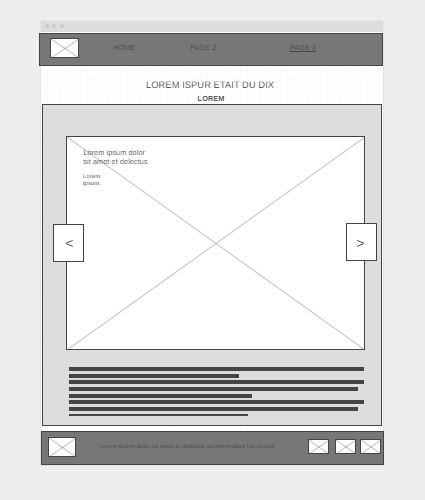 HOME PAGE 2 PAGE 3
LOREM ISPUR ETAIT DU DIX
LOREM
Lorem ipsum dolor
sit amet et delectus
Lorem
ipsum
< >
Lorem ipsum dolor sit amet et delectus accommodare his consul